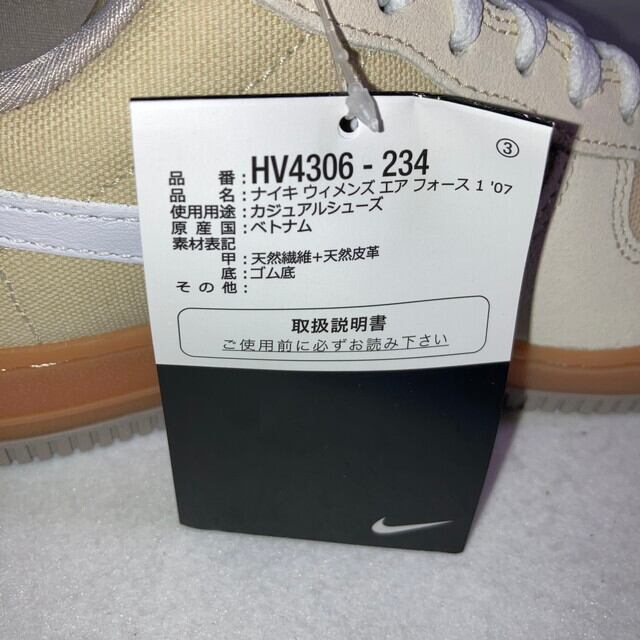 ③
品 番 : HV4306 - 234
品 名 : ナイキ ウィメンズ エア フォース 1 '07
使用用途 : カジュアルシューズ
原 産 国 : ベトナム
素材表記
甲 : 天然繊維+天然皮革
底 : ゴム底
そ の 他 :
取扱説明書
ご使用前に必ずお読み下さい